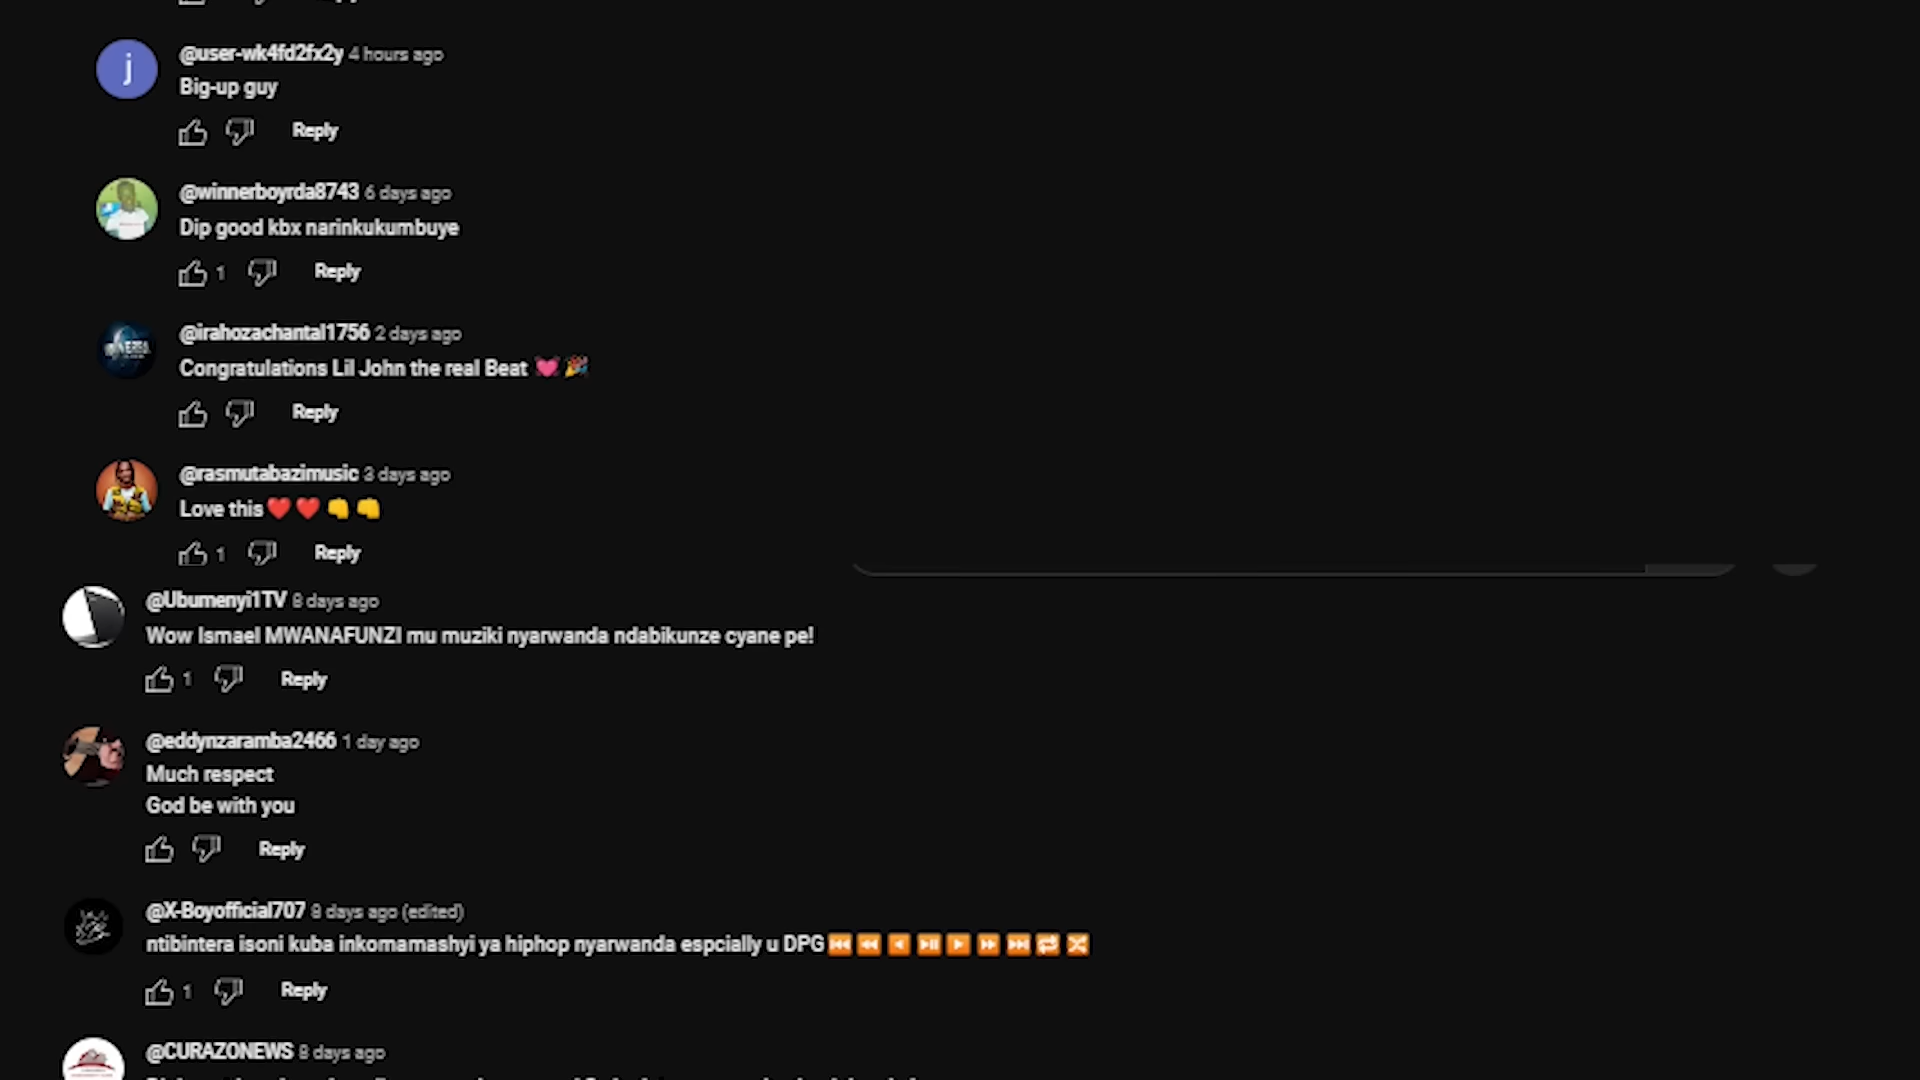 j
@user-wk4fd2fx2y 4 hours ago
Big-up guy
Reply
@winnerboyrda8743 6 days ago
Dip good kbx narinkukumbuye
1 Reply
@irahozachantal1756 2 days ago
Congratulations Lil John the real Beat 💓 🎉
Reply
@rasmutabazimusic 3 days ago
Love this❤️ ❤️ 👊 👊
1 Reply
@Ubumenyi1TV 8 days ago
Wow Ismael MWANAFUNZI mu muziki nyarwanda ndabikunze cyane pe!
1 Reply
@eddynzaramba2466 1 day ago
Much respect
God be with you
Reply
@X-Boyofficial707 8 days ago (edited)
ntibintera isoni kuba inkomamashyi ya hiphop nyarwanda espcially u DPG⏮️⏪◀️⏯️▶️⏩⏭️🔁🔀
1 Reply
@CURAZONEWS 8 days ago